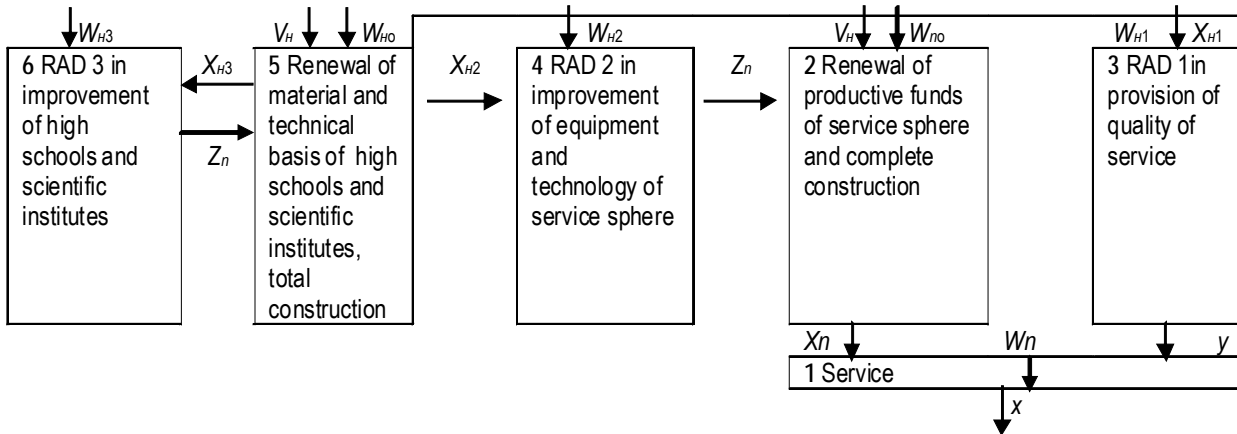 WH3
VH WHo
WH2
VH Wno
WH1 XH1
6 RAD 3 in
improvement
of high
schools and
scientific
institutes
XH3
Zn
5 Renewal of
material and
technical
basis of high
schools and
scientific
institutes,
total
construction
XH2
4 RAD 2 in
improvement
of equipment
and
technology of
service sphere
Zn
2 Renewal of
productive funds
of service sphere
and complete
construction
3 RAD 1in
provision of
quality of
service
Xn Wn y
1 Service
x